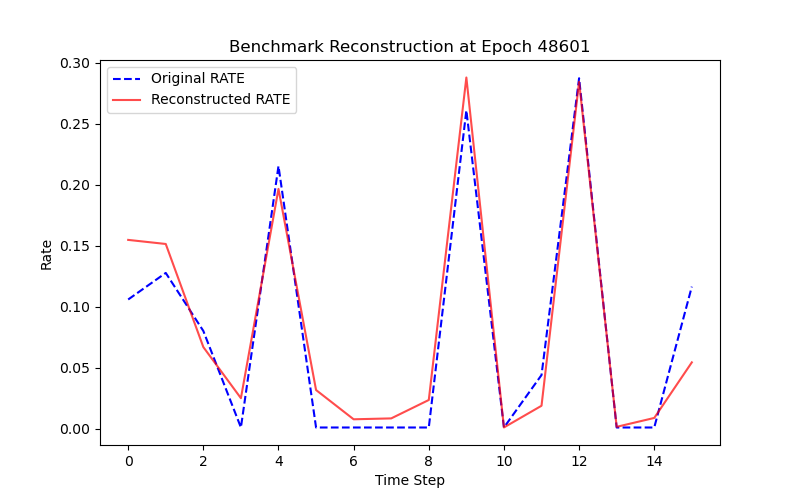 Benchmark Reconstruction at Epoch 48601
Original RATE
Reconstructed RATE
0.30
0.25
0.20
0.15
0.10
0.05
0.00
Rate
0 2 4 6 8 10 12 14
Time Step